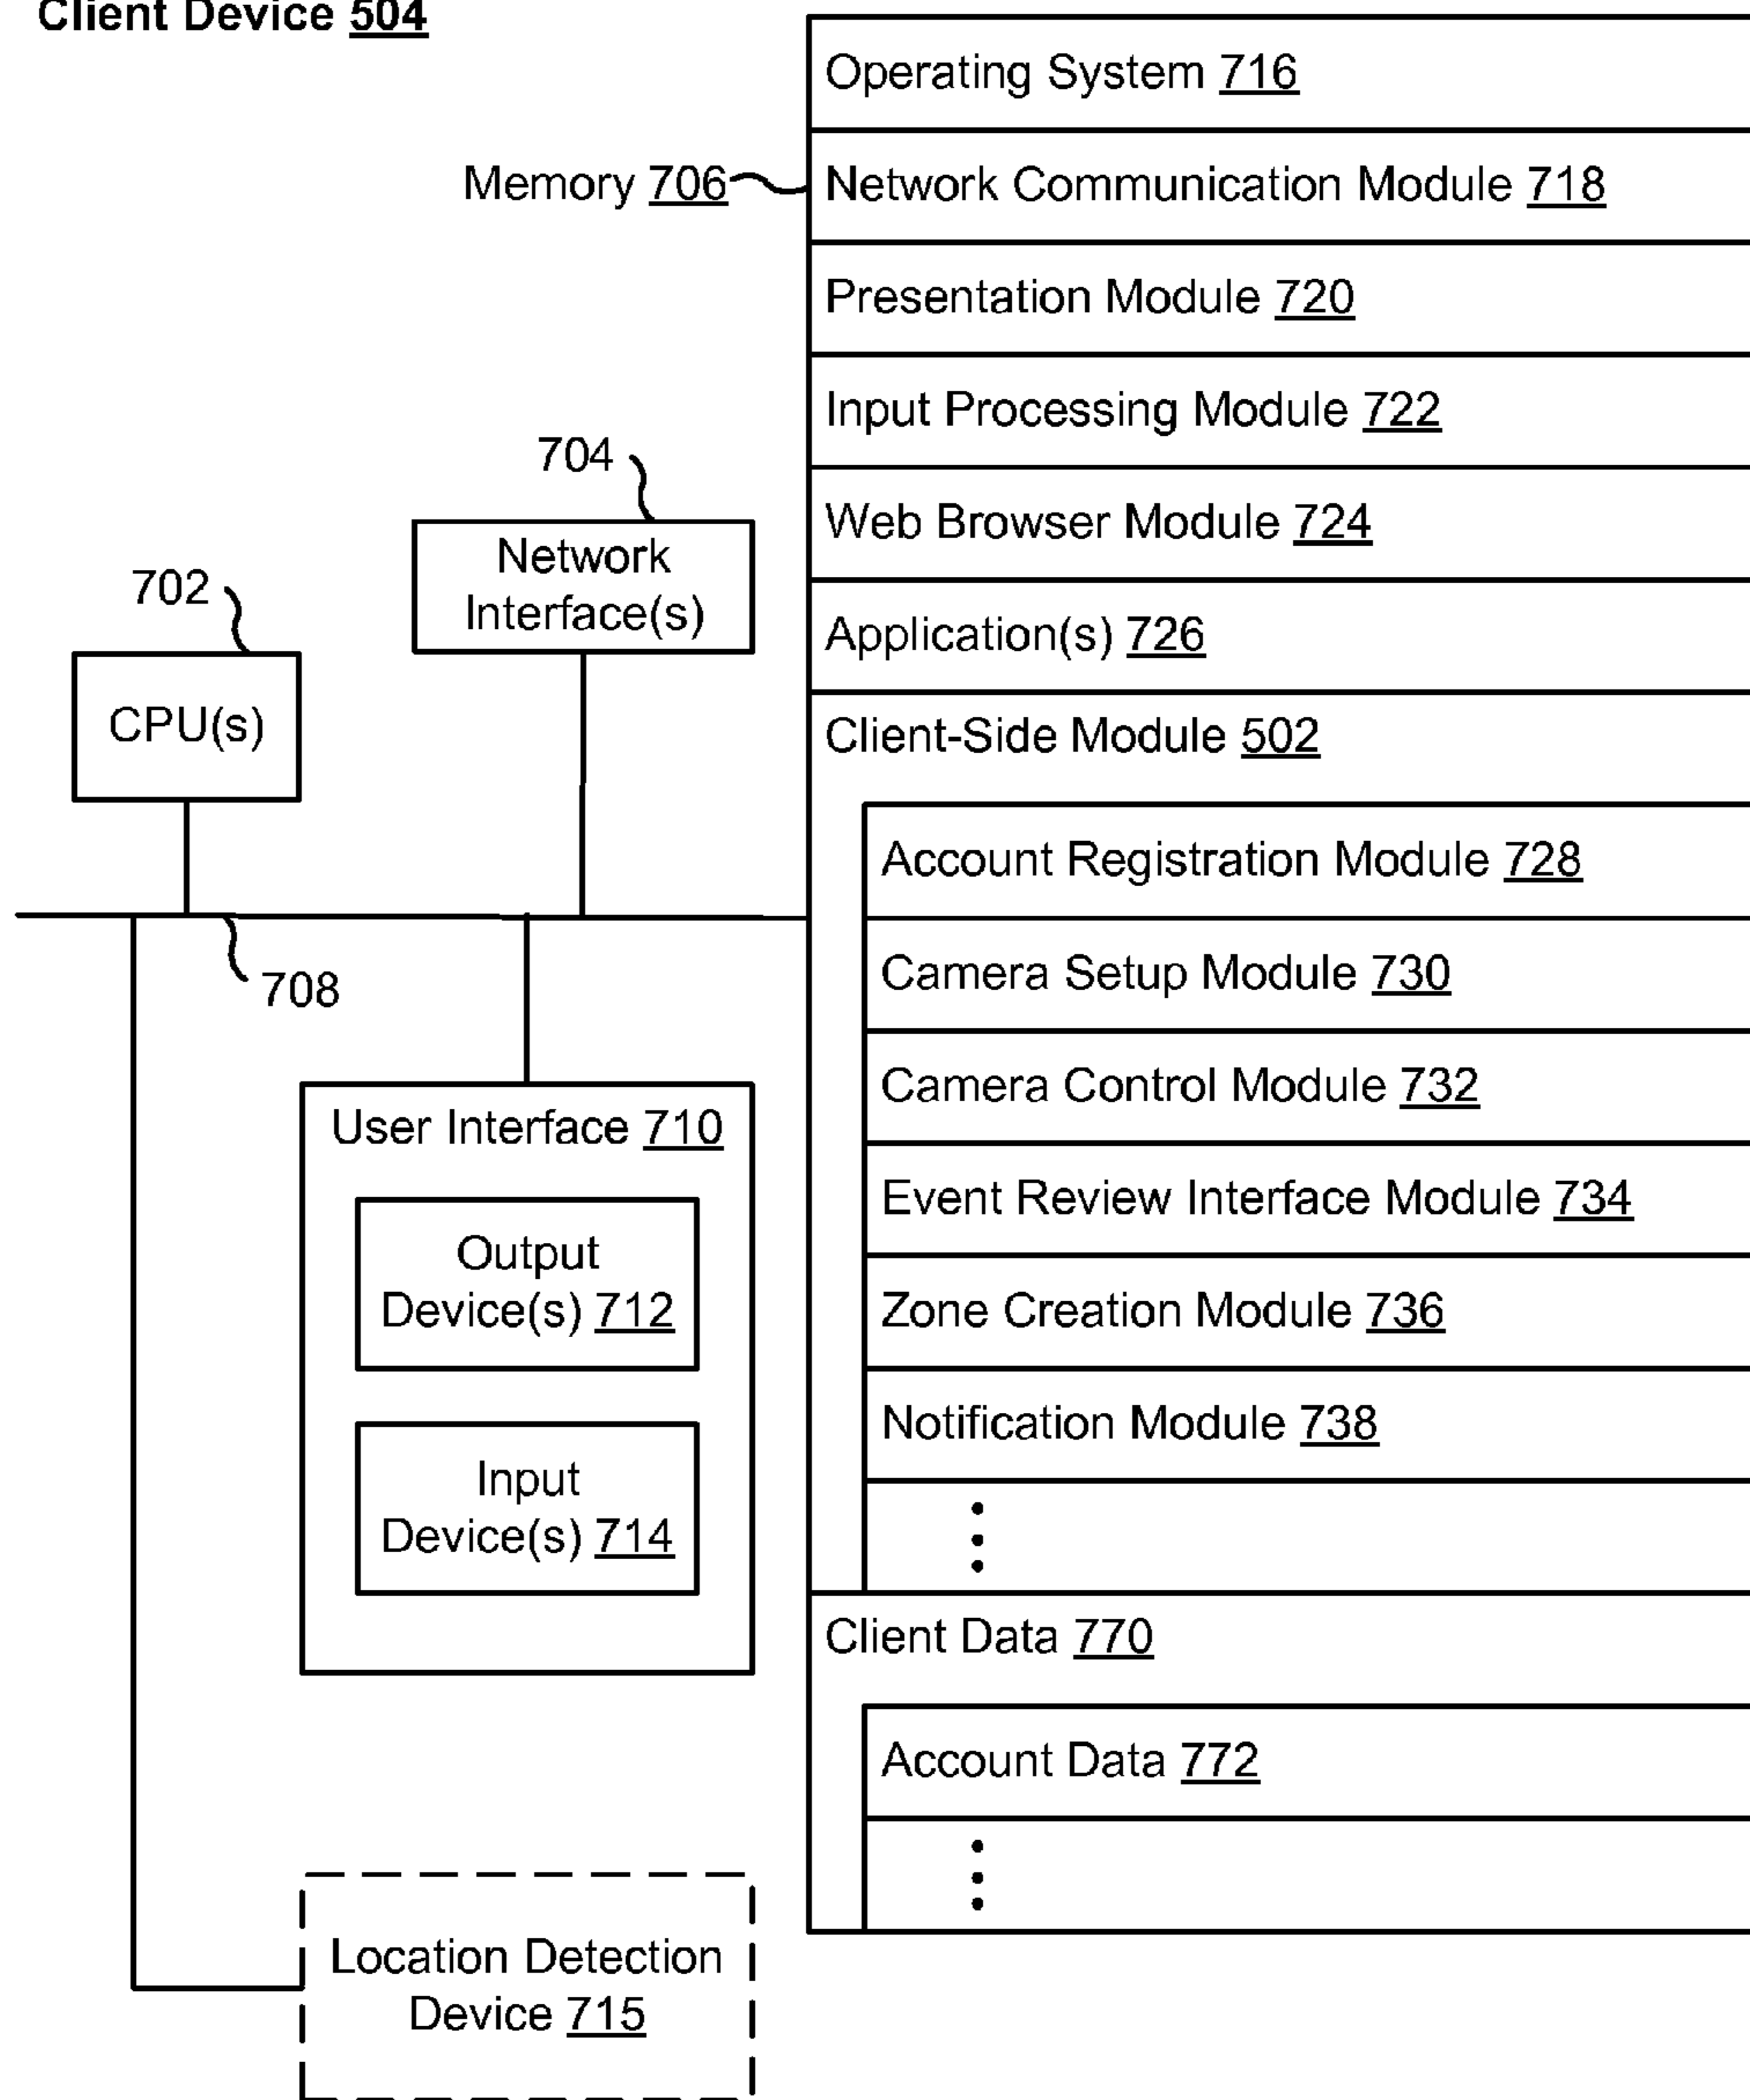 Client Device 504
Operating System 716
Memory 706
Network Communication Module 718
Presentation Module 720
Input Processing Module 722
704
Web Browser Module 724
Network
Interface(s)
702
Application(s) 726
CPU(s)
Client-Side Module 502
Account Registration Module 728
708
Camera Setup Module 730
Camera Control Module 732
User Interface 710
Event Review Interface Module 734
Output
Device(s) 712
Zone Creation Module 736
Notification Module 738
Input
Device(s) 714
Client Data 770
Account Data 772
Location Detection
Device 715